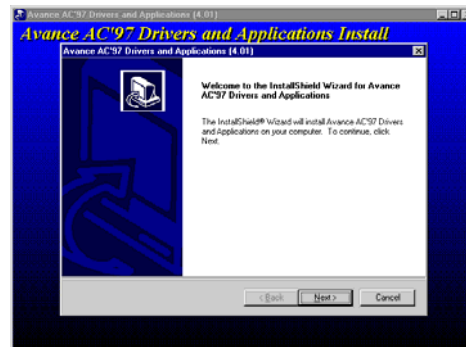 Avance AC'97 Drivers and Applications (4.01)
Avance AC'97 Drivers and Applications Install
Avance AC'97 Drivers and Applications (4.01)
Welcome to the InstallShield Wizard for Avance
AC'97 Drivers and Applications
The InstallShield® Wizard will install Avance AC'97 Drivers
and Applications on your computer. To continue, click
Next.
< Back
Next >
Cancel